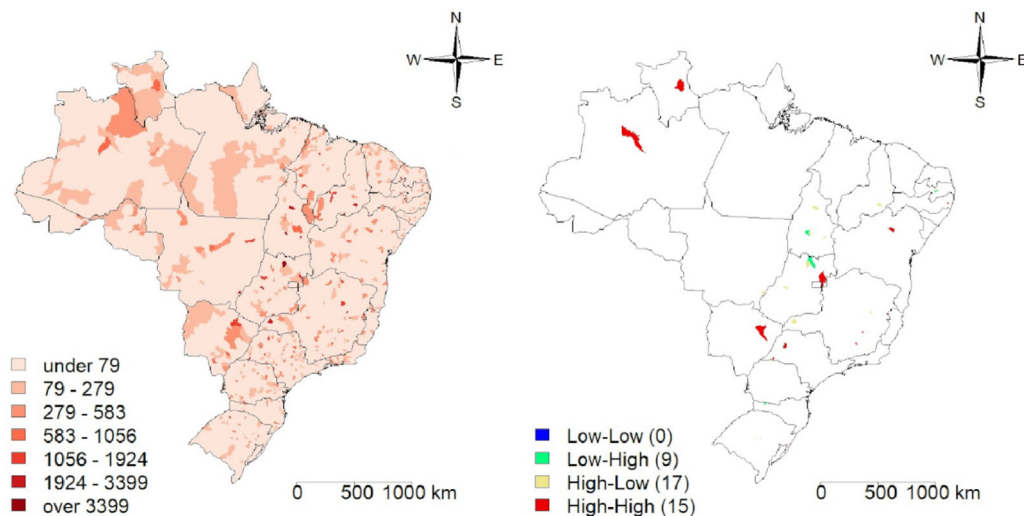 N
W E
S
under 79
79 - 279
279 - 583
583 - 1056
1056 - 1924
1924 - 3399
over 3399
0 500 1000 km
N
W E
S
Low-Low (0)
Low-High (9)
High-Low (17)
High-High (15)
0 500 1000 km